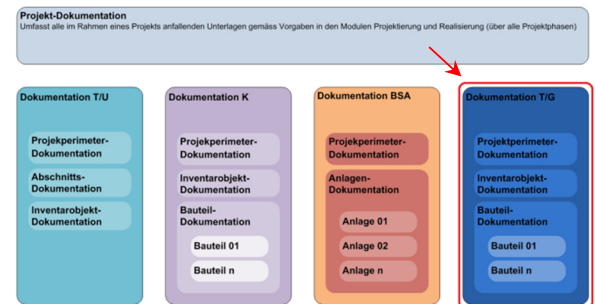 Projekt-Dokumentation
Umfasst alle im Rahmen eines Projekts anfallenden Unterlagen gemäss Vorgaben in den Modulen Projektierung und Realisierung (über alle Projektphasen)
Dokumentation T/U
Projekperimeter-
Dokumentation
Abschnitts-
Dokumentation
Inventarobjekt-
Dokumentation
Dokumentation K
Projekperimeter-
Dokumentation
Inventarobjekt-
Dokumentation
Bauteil-
Dokumentation
Bauteil 01
Bauteil n
Dokumentation BSA
Projekperimeter-
Dokumentation
Anlagen-
Dokumentation
Anlage 01
Anlage 02
Anlage n
Dokumentation T/G
Projektperimeter-
Dokumentation
Inventarobjekt-
Dokumentation
Bauteil-
Dokumentation
Bauteil 01
Bauteil n